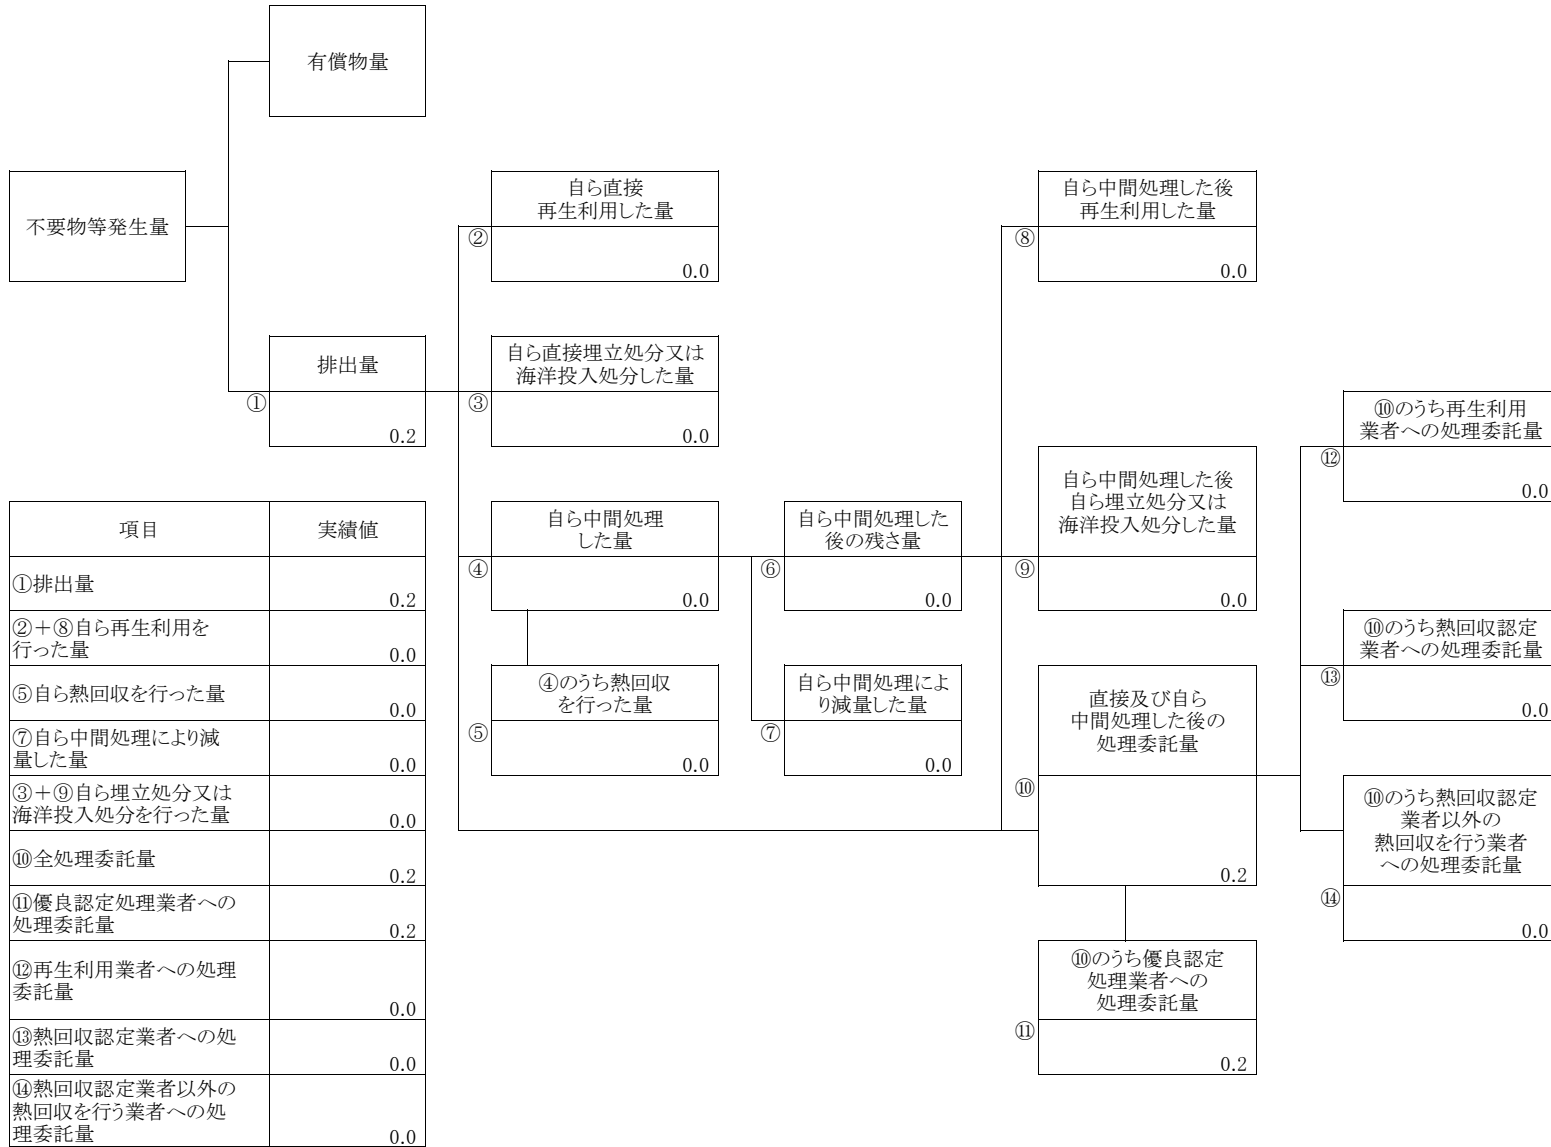 有償物量
不要物等発生量
自ら直接
再生利用した量
②
0.0
自ら中間処理した後
再生利用した量
⑧
0.0
排出量
①
0.2
自ら直接埋立処分又は
海洋投入処分した量
③
0.0
⑩のうち再生利用
業者への処理委託量
⑫
0.0
自ら中間処理した後
自ら埋立処分又は
海洋投入処分した量
⑨
0.0
自ら中間処理
した量
④
0.0
自ら中間処理した
後の残さ量
⑥
0.0
⑩のうち熱回収認定
業者への処理委託量
⑬
0.0
④のうち熱回収
を行った量
⑤
0.0
自ら中間処理によ
り減量した量
⑦
0.0
直接及び自ら
中間処理した後の
処理委託量
⑩
0.2
⑩のうち熱回収認定
業者以外の
熱回収を行う業者
への処理委託量
⑭
0.0
⑩のうち優良認定
処理業者への
処理委託量
⑪
0.2
項目 実績値
①排出量
0.2
②+⑧自ら再生利用を
行った量
0.0
⑤自ら熱回収を行った量
0.0
⑦自ら中間処理により減
量した量
0.0
③+⑨自ら埋立処分又は
海洋投入処分を行った量
0.0
⑩全処理委託量
0.2
⑪優良認定処理業者への
処理委託量
0.2
⑫再生利用業者への処理
委託量
0.0
⑬熱回収認定業者への処
理委託量
0.0
⑭熱回収認定業者以外の
熱回収を行う業者への処
理委託量
0.0